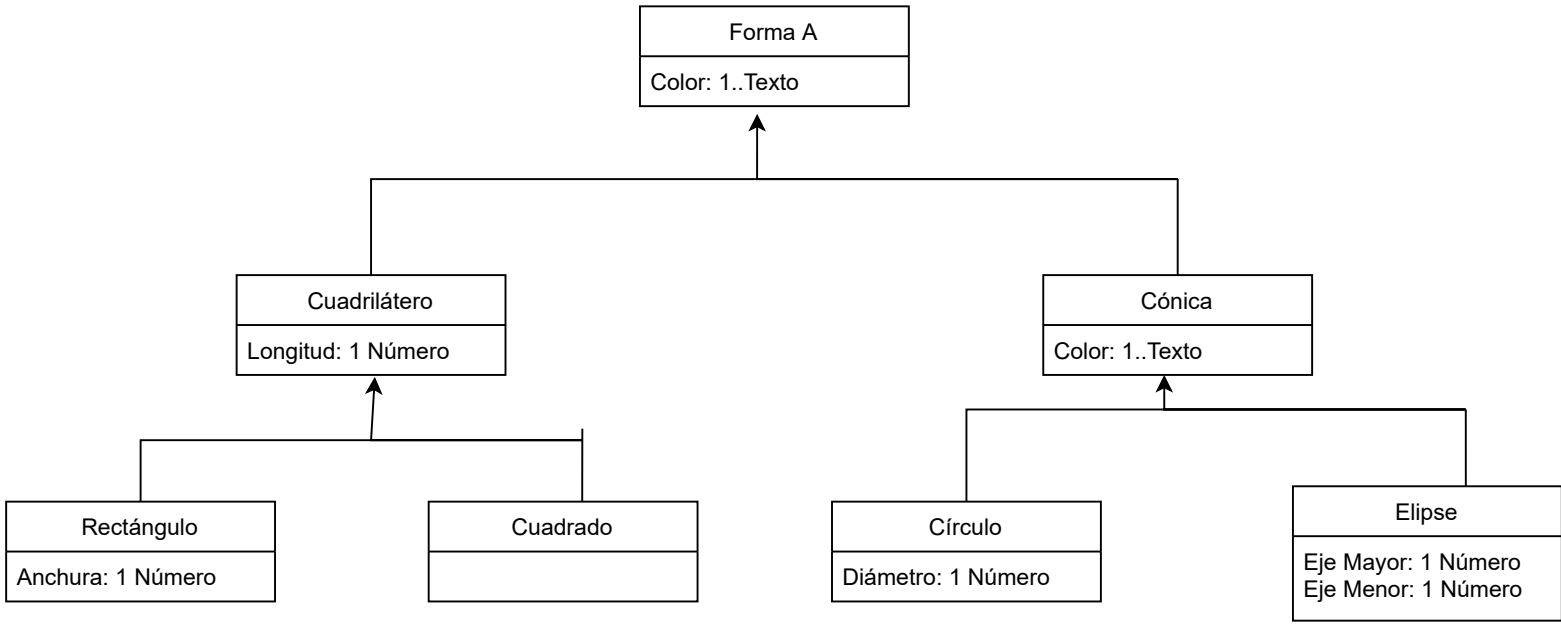 Forma A
Color: 1..Texto
Cuadrilátero
Longitud: 1 Número
Cónica
Color: 1..Texto
Rectángulo
Anchura: 1 Número
Cuadrado
Círculo
Diámetro: 1 Número
Elipse
Eje Mayor: 1 Número
Eje Menor: 1 Número